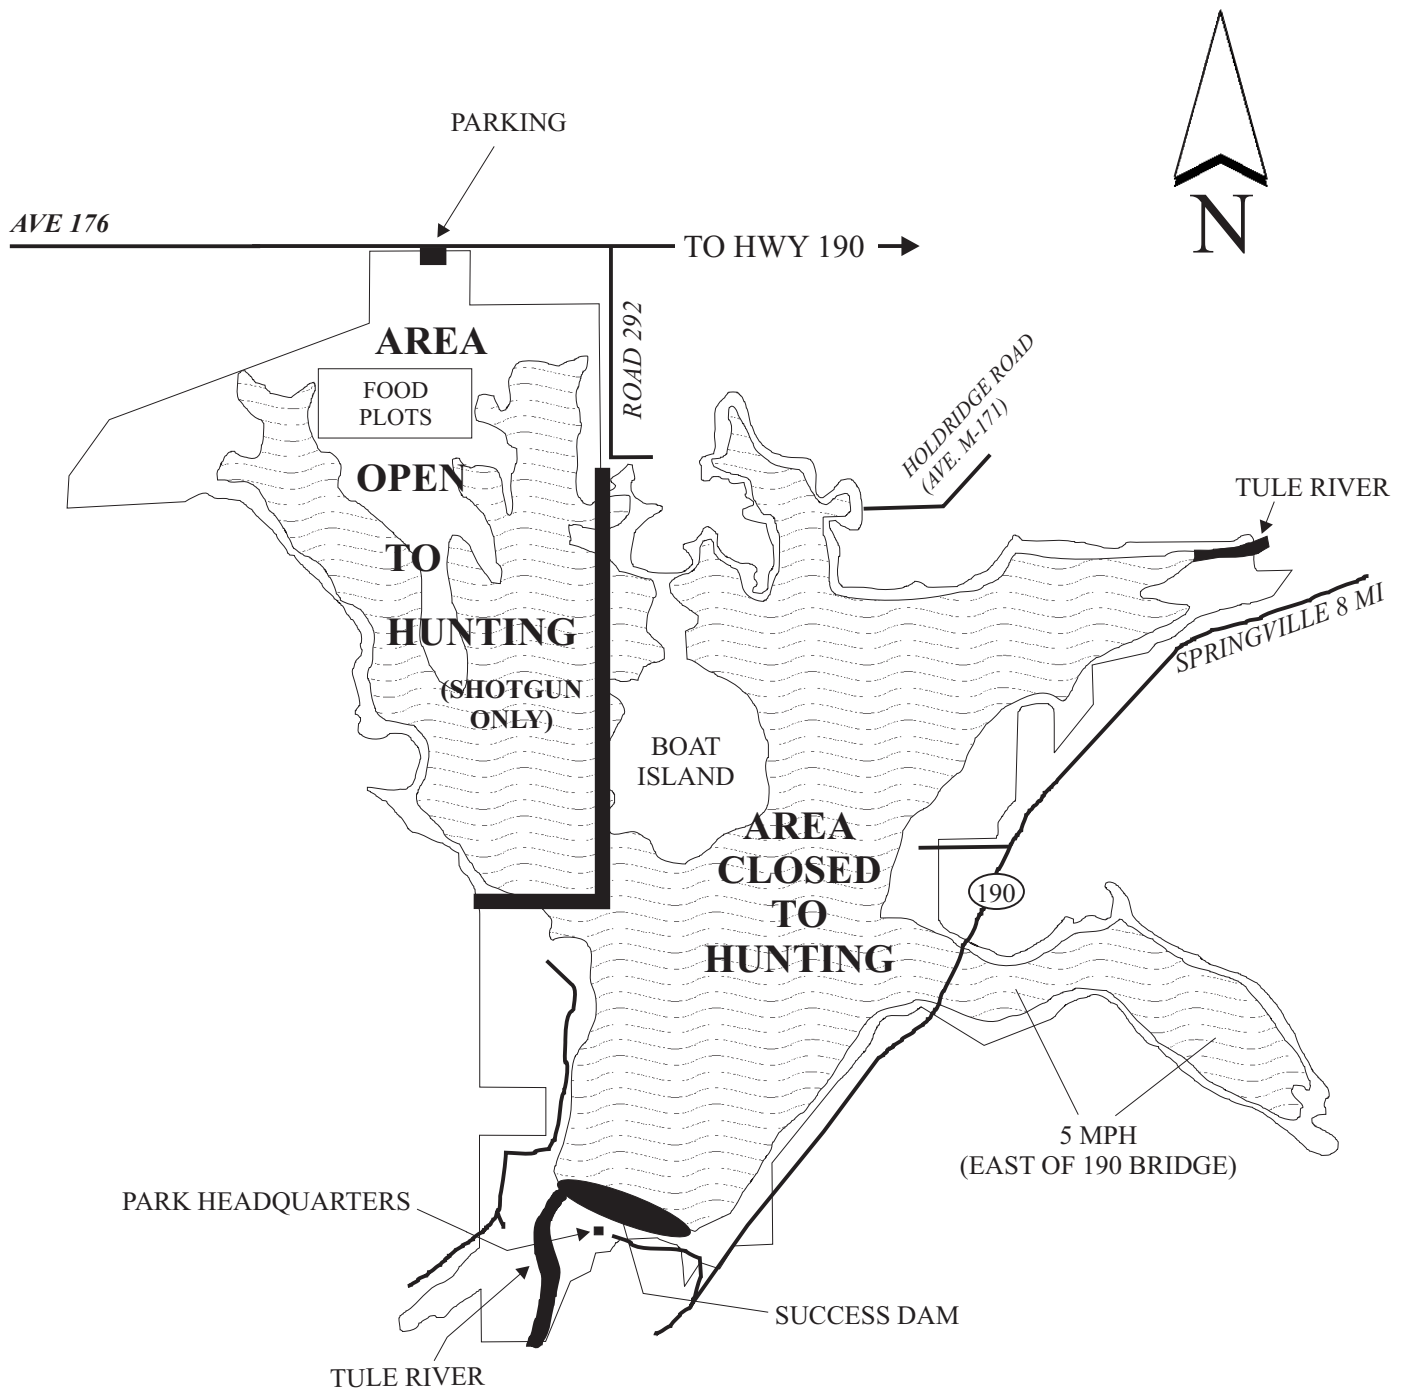 PARKING
AVE 176
N
TO HWY 190
ROAD 292
AREA
FOOD
PLOTS
HOLDRIDGE ROAD
(AVE. M-171)
OPEN
TULE RIVER
TO
HUNTING
SPRINGVILLE 8 MI
(SHOTGUN
ONLY)
BOAT
ISLAND
AREA
CLOSED
TO
HUNTING
190
5 MPH
(EAST OF 190 BRIDGE)
PARK HEADQUARTERS
SUCCESS DAM
TULE RIVER